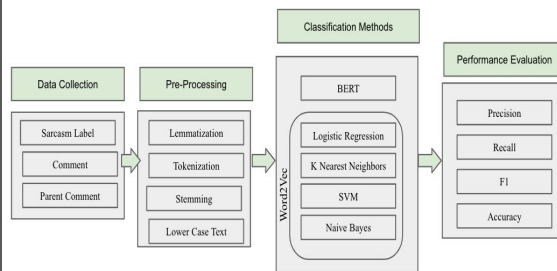 Data Collection
Sarcasm Label
Comment
Parent Comment
Pre-Processing
Lemmatization
Tokenization
Stemming
Lower Case Text
Classification Methods
BERT
Word2Vec
Logistic Regression
K Nearest Neighbors
SVM
Naive Bayes
Performance Evaluation
Precision
Recall
F1
Accuracy